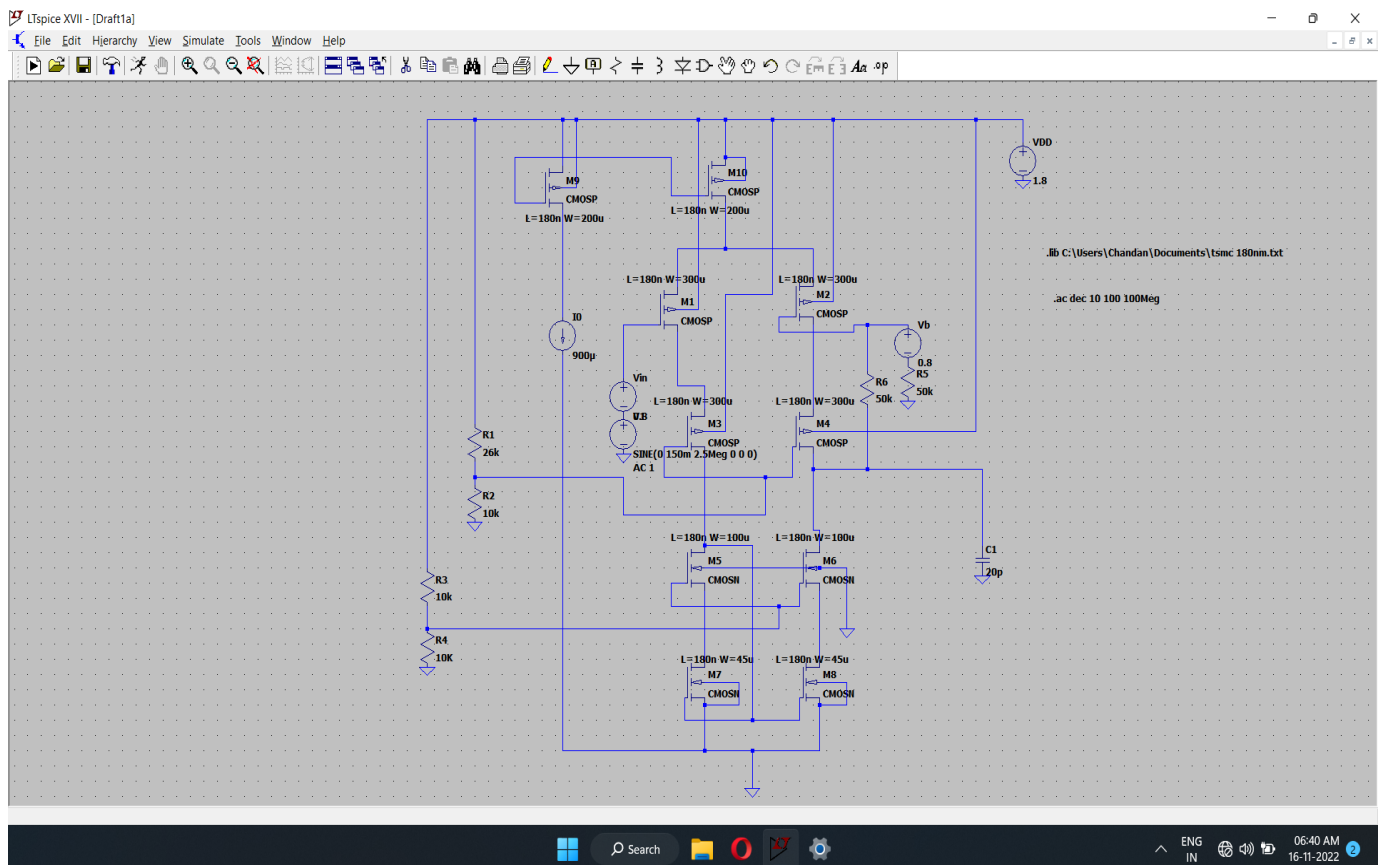 LTspice XVII - [Draft1a]
File Edit Hierarchy View Simulate Tools Window Help
VDD
1.8
M9
CMOSP
L=180n W=200u
M10
CMOSP
L=180n W=200u
.lib C:\Users\Chandan\Documents\tsmc 180nm.txt
.ac dec 10 100 100Meg
L=180n W=300u
M1
CMOSP
L=180n W=300u
M2
CMOSP
I0
900µ
Vb
0.8
R5
50k
R6
50k
Vin
L=180n W=300u
M3
CMOSP
L=180n W=300u
M4
CMOSP
SINE(0 150m 2.5Meg 0 0 0)
AC 1
R1
26k
R2
10k
L=180n W=100u
M5
CMOSN
L=180n W=100u
M6
CMOSN
C1
20p
R3
10k
R4
10K
L=180n W=45u
M7
CMOSN
L=180n W=45u
M8
CMOSN
Search
ENG
IN
06:40 AM
16-11-2022
2